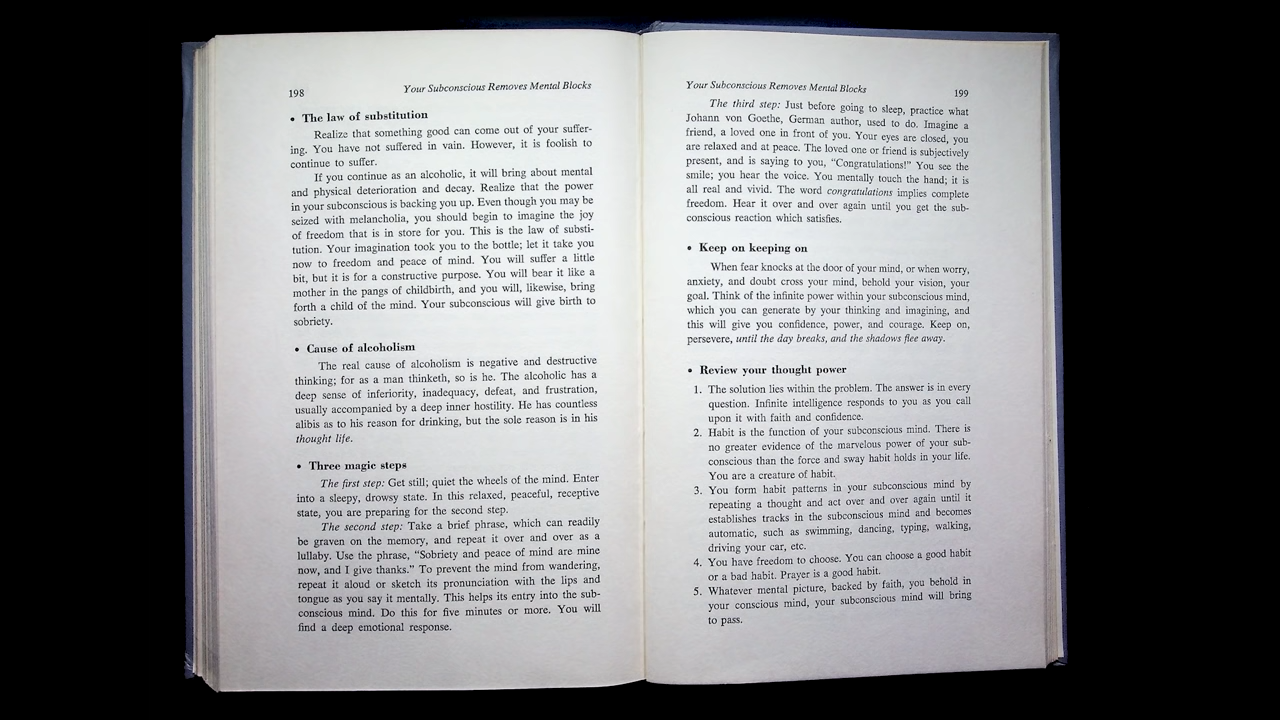 198
Your Subconscious Removes Mental Blocks
• The law of substitution
Realize that something good can come out of your suffer-
ing. You have not suffered in vain. However, it is foolish to
continue to suffer.
If you continue as an alcoholic, it will bring about mental
and physical deterioration and decay. Realize that the power
in your subconscious is backing you up. Even though you may be
seized with melancholia, you should begin to imagine the joy
of freedom that is in store for you. This is the law of substi-
tution. Your imagination took you to the bottle; let it take you
now to freedom and peace of mind. You will suffer a little
bit, but it is for a constructive purpose. You will bear it like a
mother in the pangs of childbirth, and you will, likewise, bring
forth a child of the mind. Your subconscious will give birth to
sobriety.
• Cause of alcoholism
The real cause of alcoholism is negative and destructive
thinking; for as a man thinketh, so is he. The alcoholic has a
deep sense of inferiority, inadequacy, defeat, and frustration,
usually accompanied by a deep inner hostility. He has countless
alibis as to his reason for drinking, but the sole reason is in his
thought life.
• Three magic steps
The first step: Get still; quiet the wheels of the mind. Enter
into a sleepy, drowsy state. In this relaxed, peaceful, receptive
state, you are preparing for the second step.
The second step: Take a brief phrase, which can readily
be graven on the memory, and repeat it over and over as a
lullaby. Use the phrase, “Sobriety and peace of mind are mine
now, and I give thanks.” To prevent the mind from wandering,
repeat it aloud or sketch its pronunciation with the lips and
tongue as you say it mentally. This helps its entry into the sub-
conscious mind. Do this for five minutes or more. You will
find a deep emotional response.
Your Subconscious Removes Mental Blocks
199
The third step: Just before going to sleep, practice what
Johann von Goethe, German author, used to do. Imagine a
friend, a loved one in front of you. Your eyes are closed, you
are relaxed and at peace. The loved one or friend is subjectively
present, and is saying to you, “Congratulations!” You see the
smile; you hear the voice. You mentally touch the hand; it is
all real and vivid. The word congratulations implies complete
freedom. Hear it over and over again until you get the sub-
conscious reaction which satisfies.
• Keep on keeping on
When fear knocks at the door of your mind, or when worry,
anxiety, and doubt cross your mind, behold your vision, your
goal. Think of the infinite power within your subconscious mind,
which you can generate by your thinking and imagining, and
this will give you confidence, power, and courage. Keep on,
persevere, until the day breaks, and the shadows flee away.
• Review your thought power
1. The solution lies within the problem. The answer is in every
question. Infinite intelligence responds to you as you call
upon it with faith and confidence.
2. Habit is the function of your subconscious mind. There is
no greater evidence of the marvelous power of your sub-
conscious than the force and sway habit holds in your life.
You are a creature of habit.
3. You form habit patterns in your subconscious mind by
repeating a thought and act over and over again until it
establishes tracks in the subconscious mind and becomes
automatic, such as swimming, dancing, typing, walking,
driving your car, etc.
4. You have freedom to choose. You can choose a good habit
or a bad habit. Prayer is a good habit.
5. Whatever mental picture, backed by faith, you behold in
your conscious mind, your subconscious mind will bring
to pass.